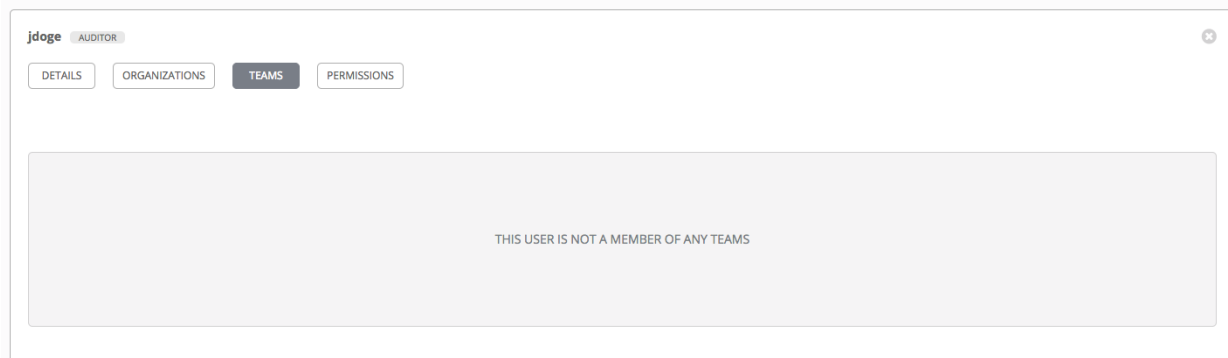 jdoge AUDITOR
DETAILS ORGANIZATIONS TEAMS PERMISSIONS
THIS USER IS NOT A MEMBER OF ANY TEAMS